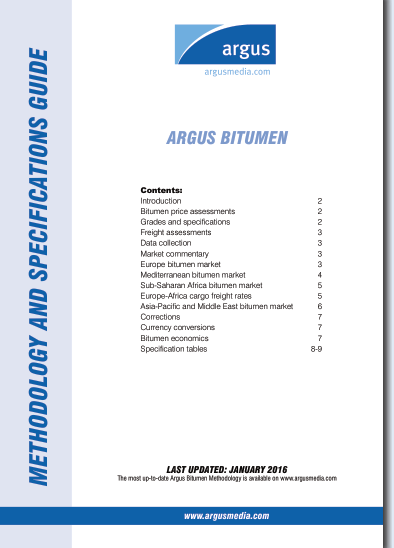 METHODOLOGY AND SPECIFICATIONS GUIDE
argus
argusmedia.com
ARGUS BITUMEN
Contents:
Introduction 2
Bitumen price assessments 2
Grades and specifications 2
Freight assessments 3
Data collection 3
Market commentary 3
Europe bitumen market 3
Mediterranean bitumen market 4
Sub-Saharan Africa bitumen market 5
Europe-Africa cargo freight rates 5
Asia-Pacific and Middle East bitumen market 6
Corrections 7
Currency conversions 7
Bitumen economics 7
Specification tables 8-9
LAST UPDATED: JANUARY 2016
The most up-to-date Argus Bitumen Methodology is available on www.argusmedia.com
www.argusmedia.com